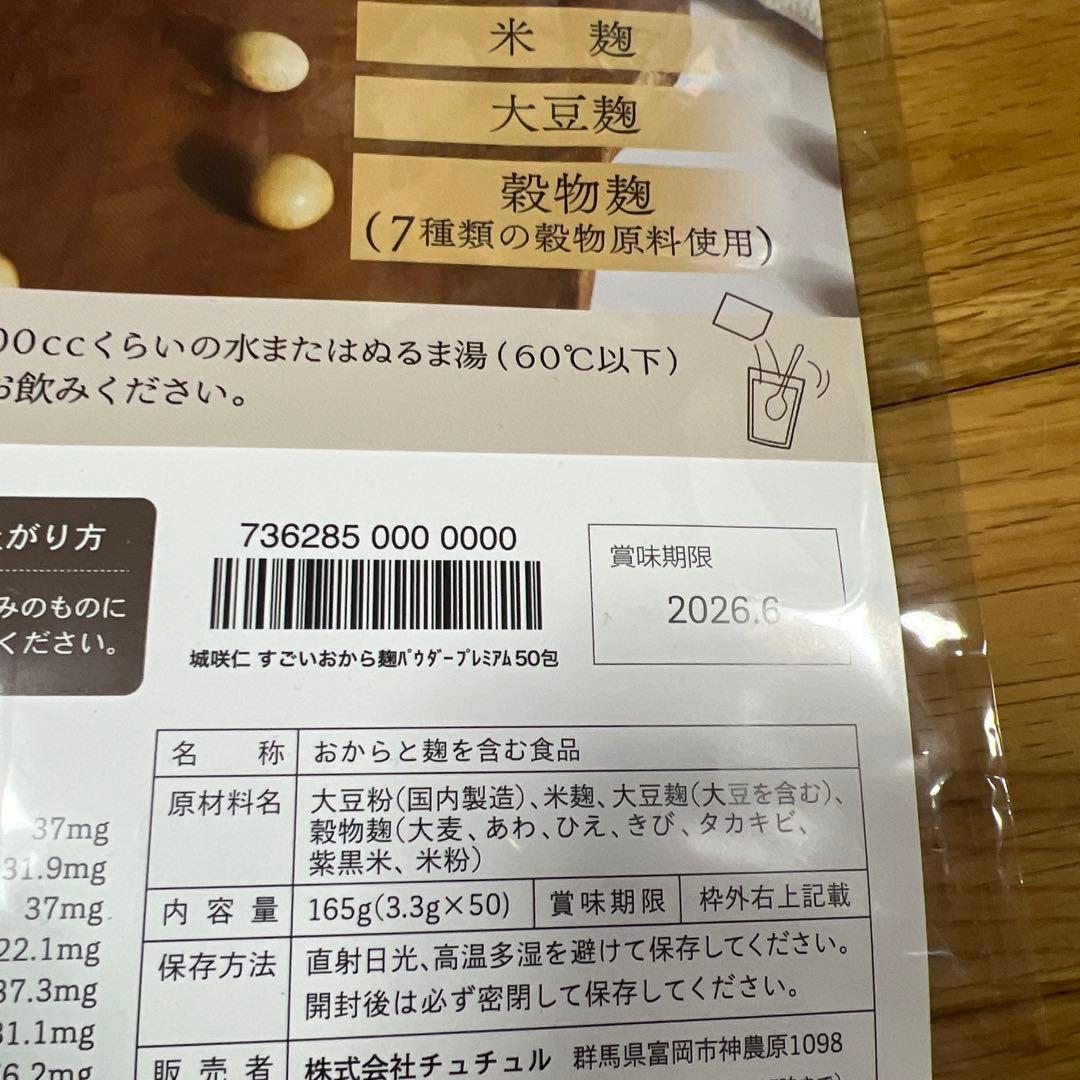 米 麹
大豆麹
穀物麹
(7種類の穀物原料使用)
00ccくらいの水またはぬるま湯(60℃以下)
お飲みください。
がり方
みのものに
ください。
736285 000 0000
城咲仁 すごいおから麹ﾊﾟｳﾀﾞｰﾌﾟﾚﾐｱﾑ50包
賞味期限
2026.6
名 称 おからと麹を含む食品
原材料名 大豆粉(国内製造)、米麹、大豆麹(大豆を含む)、
穀物麹(大麦、あわ、ひえ、きび、タカキビ、
紫黒米、米粉)
内容量 165g(3.3g×50) 賞味期限 枠外右上記載
保存方法 直射日光、高温多湿を避けて保存してください。
開封後は必ず密閉して保存してください。
販売者 株式会社チュチュル 群馬県富岡市神農原1098
37mg
31.9mg
37mg
22.1mg
37.3mg
31.1mg
6.2mg